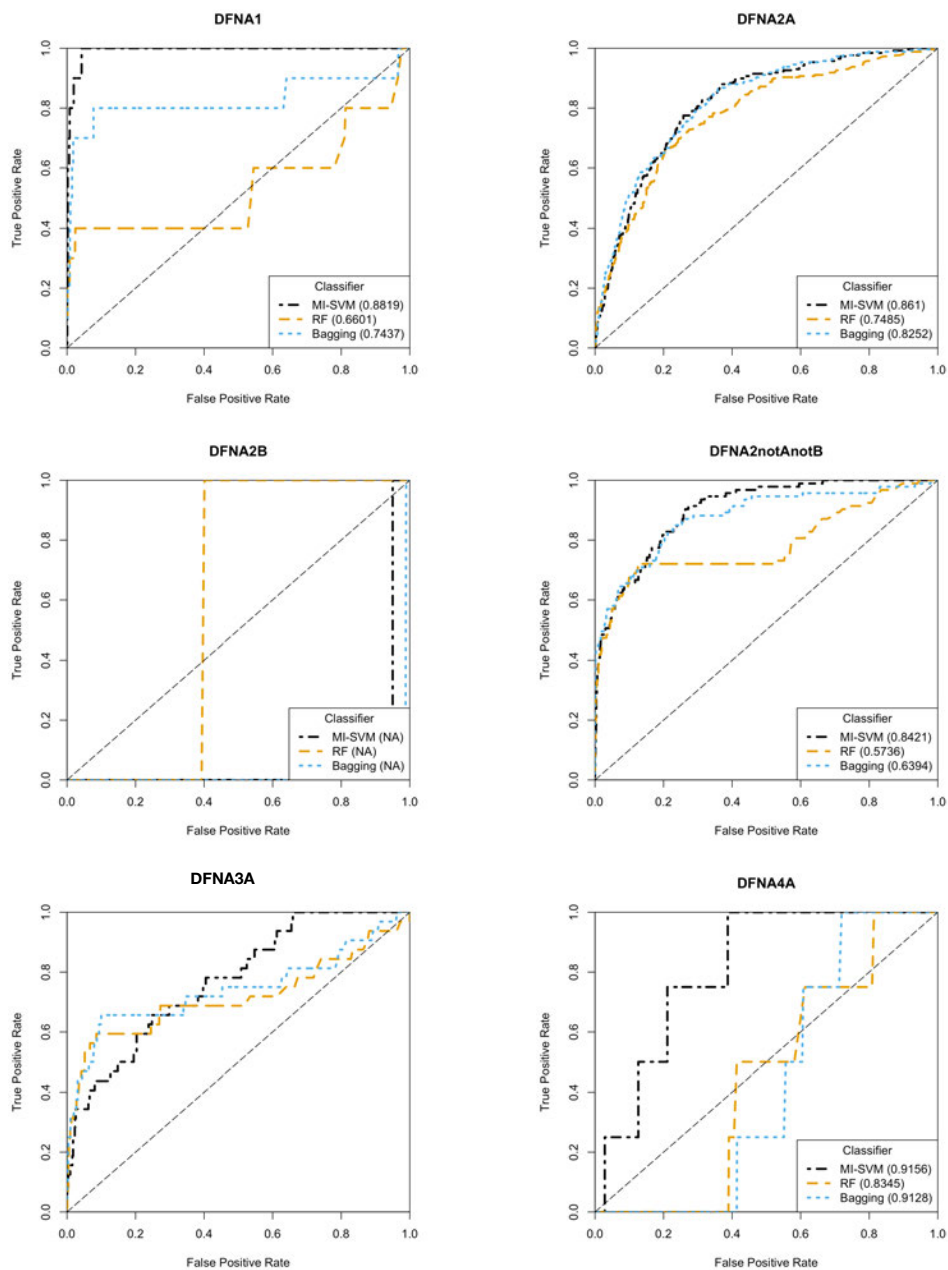 DFNA1
True Positive Rate
1.0
0.8
0.6
0.4
0.2
0.0
Classifier
MI-SVM (0.8819)
RF (0.6601)
Bagging (0.7437)
0.0 0.2 0.4 0.6 0.8 1.0
False Positive Rate
DFNA2A
True Positive Rate
1.0
0.8
0.6
0.4
0.2
0.0
Classifier
MI-SVM (0.861)
RF (0.7485)
Bagging (0.8252)
0.0 0.2 0.4 0.6 0.8 1.0
False Positive Rate
DFNA2B
True Positive Rate
1.0
0.8
0.6
0.4
0.2
0.0
Classifier
MI-SVM (NA)
RF (NA)
Bagging (NA)
0.0 0.2 0.4 0.6 0.8 1.0
False Positive Rate
DFNA2notAnotB
True Positive Rate
1.0
0.8
0.6
0.4
0.2
0.0
Classifier
MI-SVM (0.8421)
RF (0.5736)
Bagging (0.6394)
0.0 0.2 0.4 0.6 0.8 1.0
False Positive Rate
DFNA3A
True Positive Rate
1.0
0.8
0.6
0.4
0.2
0.0
0.0 0.2 0.4 0.6 0.8 1.0
False Positive Rate
DFNA4A
True Positive Rate
1.0
0.8
0.6
0.4
0.2
0.0
Classifier
MI-SVM (0.9156)
RF (0.8345)
Bagging (0.9128)
0.0 0.2 0.4 0.6 0.8 1.0
False Positive Rate